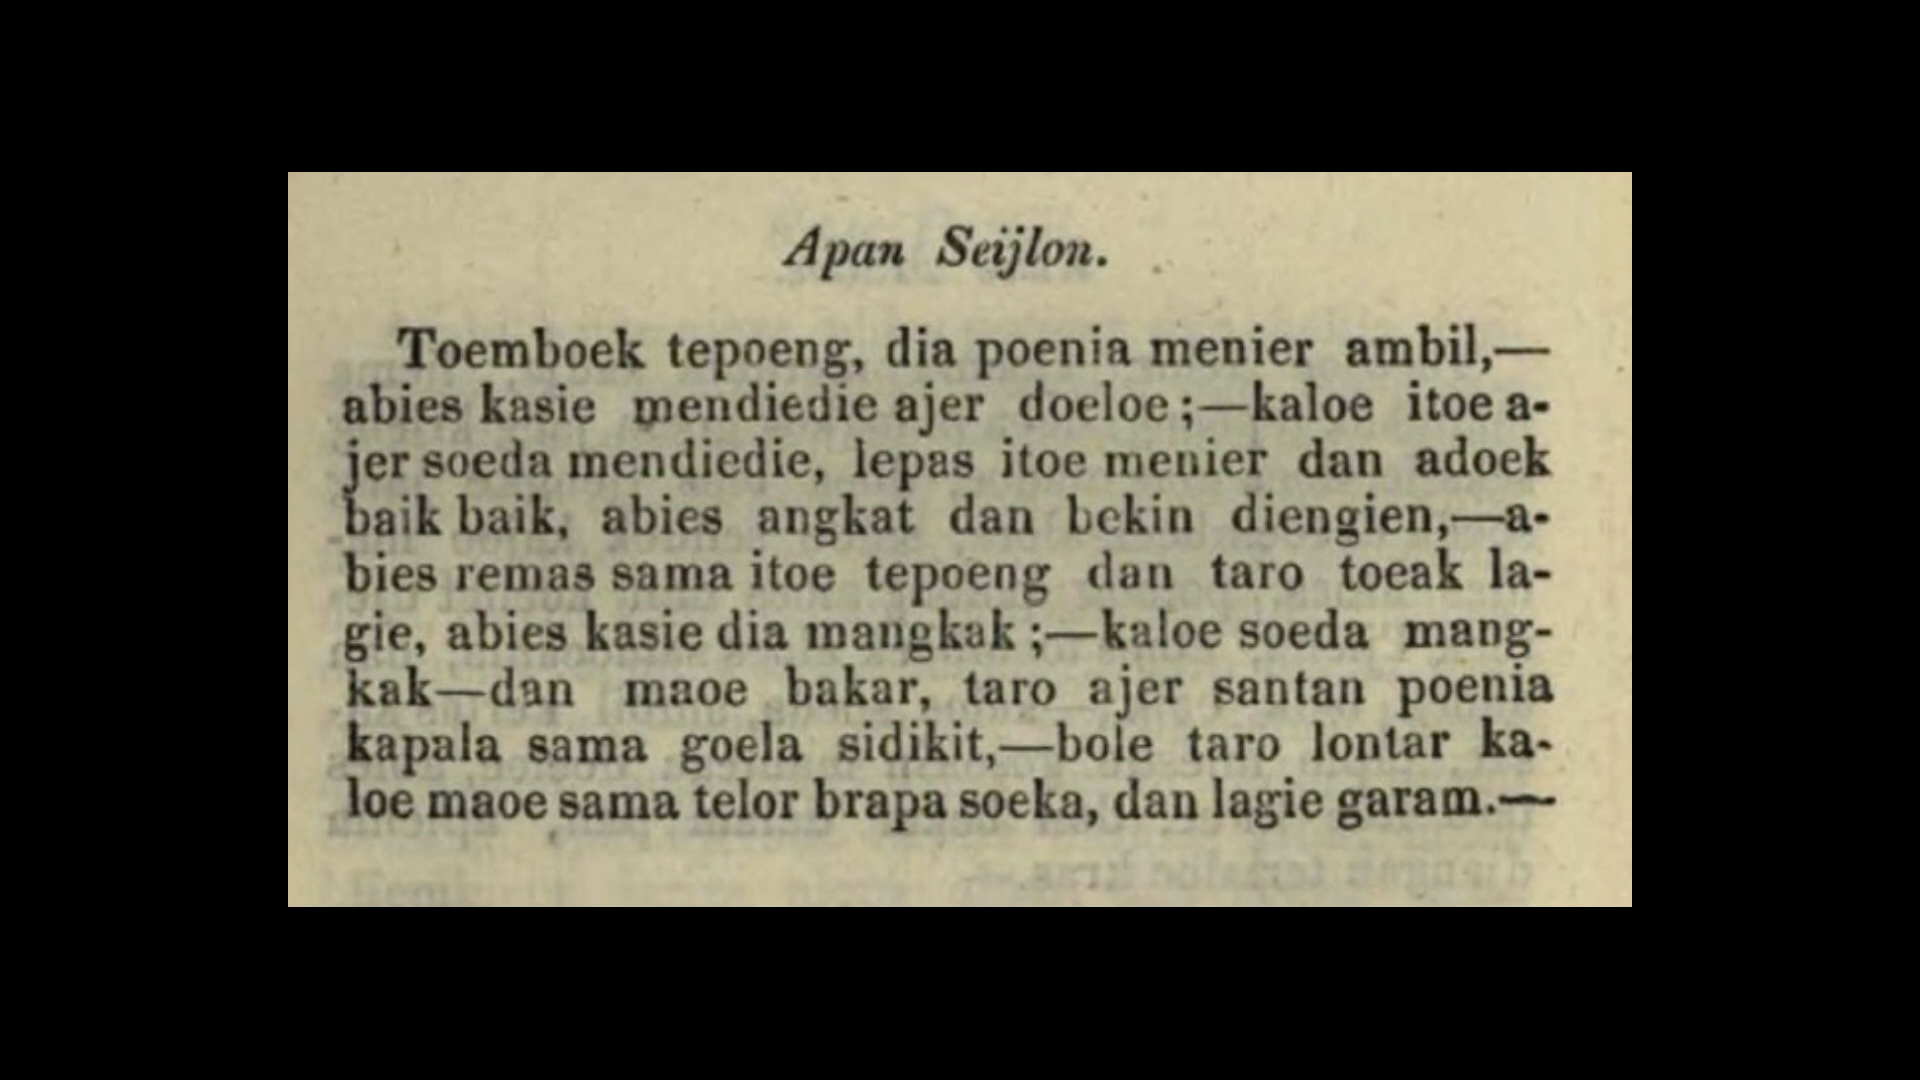 Apan Seijlon.
Toemboek tepoeng, dia poenia menier ambil,—
abies kasie mendiedie ajer doeloe;—kaloe itoe a-
jer soeda mendiedie, lepas itoe menier dan adoek
baik baik, abies angkat dan bekin diengien,—a-
bies remas sama itoe tepoeng dan taro toeak la-
gie, abies kasie dia mangkak;—kaloe soeda mang-
kak—dan maoe bakar, taro ajer santan poenia
kapala sama goela sidikit,—bole taro lontar ka-
loe maoe sama telor brapa soeka, dan lagie garam.—